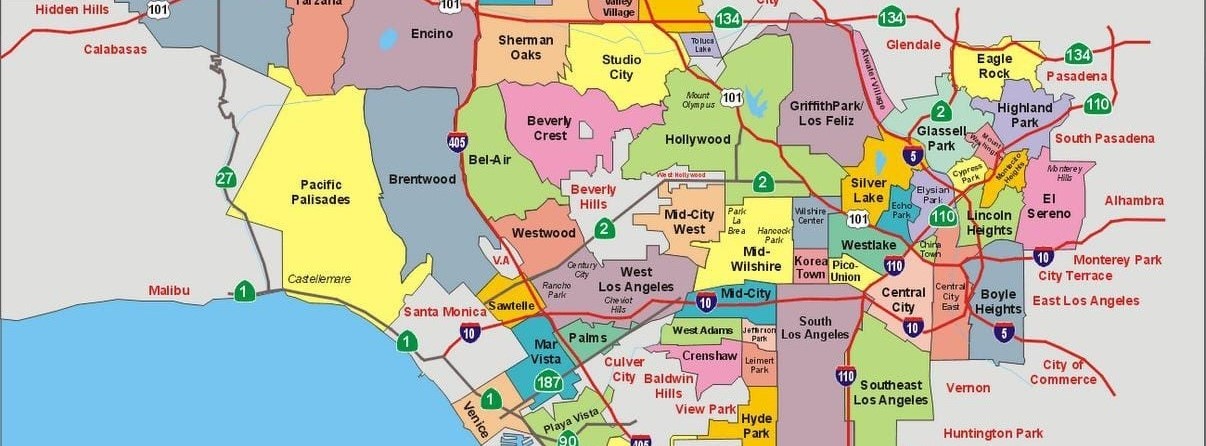 Hidden Hills
101
Tarzana
101
Valley
Village
City
134
134
Calabasas
Encino
Sherman
Oaks
Toluca
Lake
Studio
City
Glendale
Eagle
Rock
134
Pasadena
Atwater Village
Mount
Olympus
101
Griffith Park/
Los Feliz
2
Highland
Park
110
Beverly
Crest
Hollywood
Glassell
Park
Mount
Washington
South Pasadena
405
Bel-Air
5
27
Pacific
Palisades
Brentwood
Beverly
Hills
West Hollywood
2
Silver
Lake
Cypress
Park
Montecito
Heights
Monterey
Hills
Echo
Park
Elysian
Park
El
Sereno
Alhambra
2
Mid-City
West
Park
La
Brea
Hancock
Park
Wilshire
Center
101
110
Lincoln
Heights
Westwood
V.A
Mid-
Wilshire
Korea
Town
Westlake
Pico-
Union
110
China
Town
10
Monterey Park
City Terrace
Castellemare
Century
City
Rancho
Park
West
Los Angeles
Cheviot
Hills
Malibu
1
Sawtelle
10
Mid-City
Central
City
Central
City
East
Boyle
Heights
East Los Angeles
Santa Monica
10
1
Mar
Vista
Palms
West Adams
Jefferson
Park
South
Los Angeles
10
5
Culver
City
Crenshaw
Leimert
Park
City of
Commerce
187
Baldwin
Hills
110
Southeast
Los Angeles
Vernon
1
Venice
Playa Vista
View Park
Hyde
Park
90
405
Huntington Park